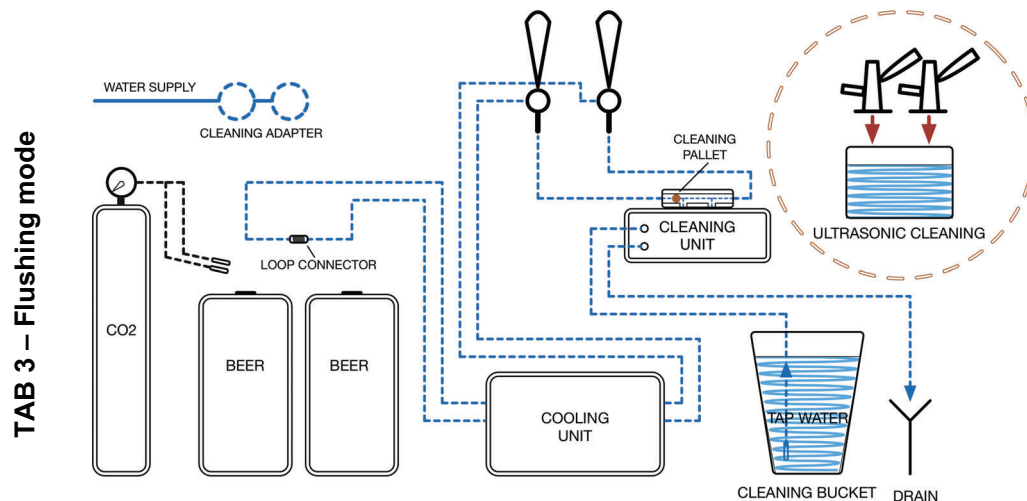 TAB 3 – Flushing mode
WATER SUPPLY
CLEANING ADAPTER
CLEANING
PALLET
CLEANING
UNIT
ULTRASONIC CLEANING
LOOP CONNECTOR
CO2
BEER
BEER
COOLING
UNIT
TAP WATER
CLEANING BUCKET
DRAIN